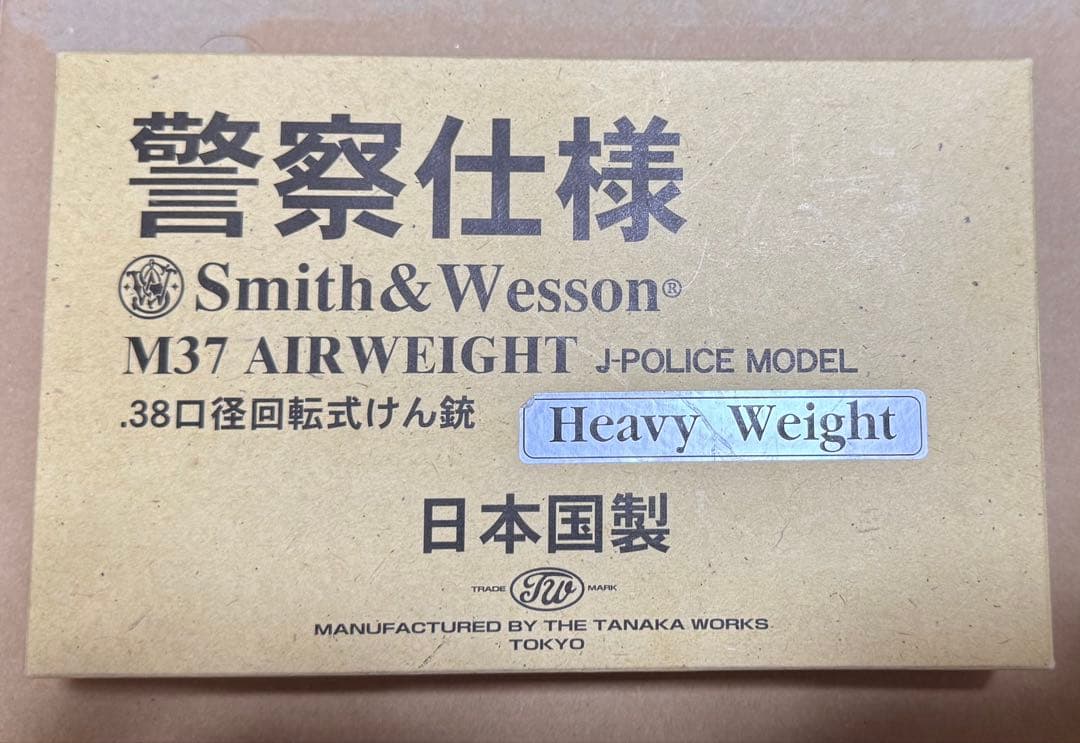 警察仕様
Smith & Wesson®
M37 AIRWEIGHT J-POLICE MODEL
.38口径回転式けん銃
Heavy Weight
日本国製
TRADE TW MARK
MANUFACTURED BY THE TANAKA WORKS
TOKYO